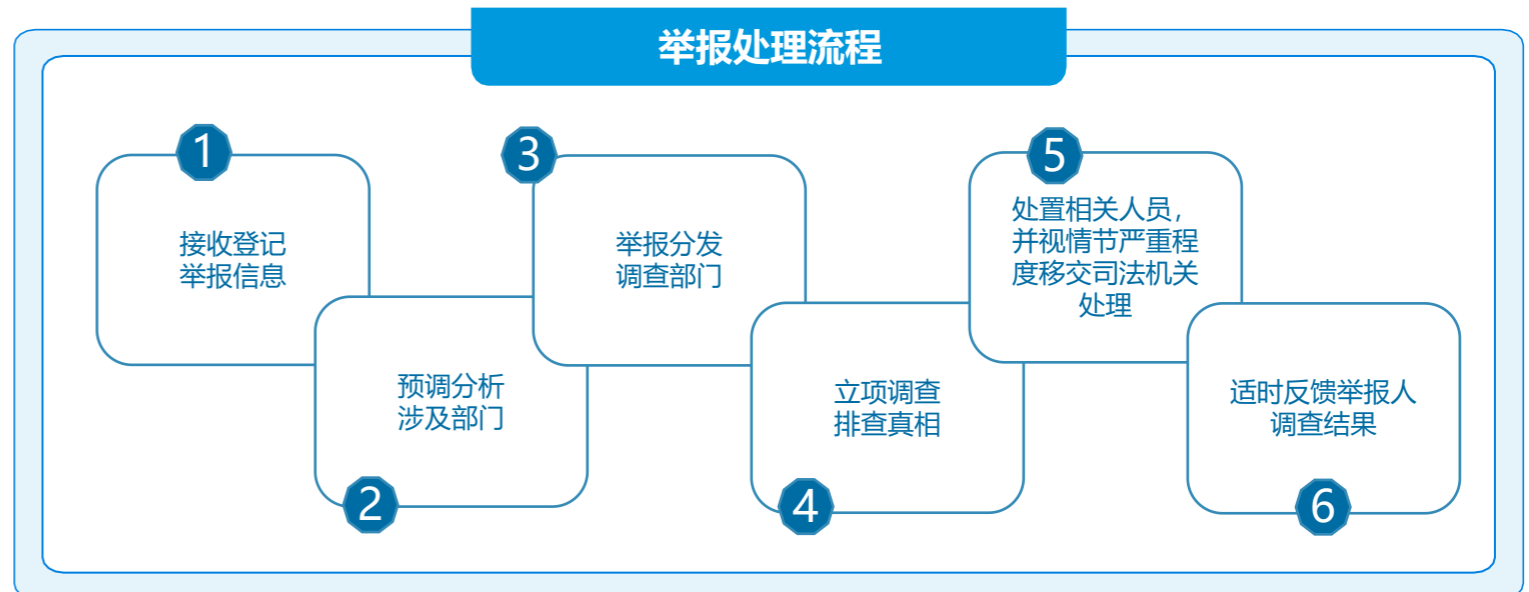 举报处理流程
1
接收登记
举报信息
2
预调分析
涉及部门
3
举报分发
调查部门
4
立项调查
排查真相
5
处置相关人员，
并视情节严重程
度移交司法机关
处理
6
适时反馈举报人
调查结果